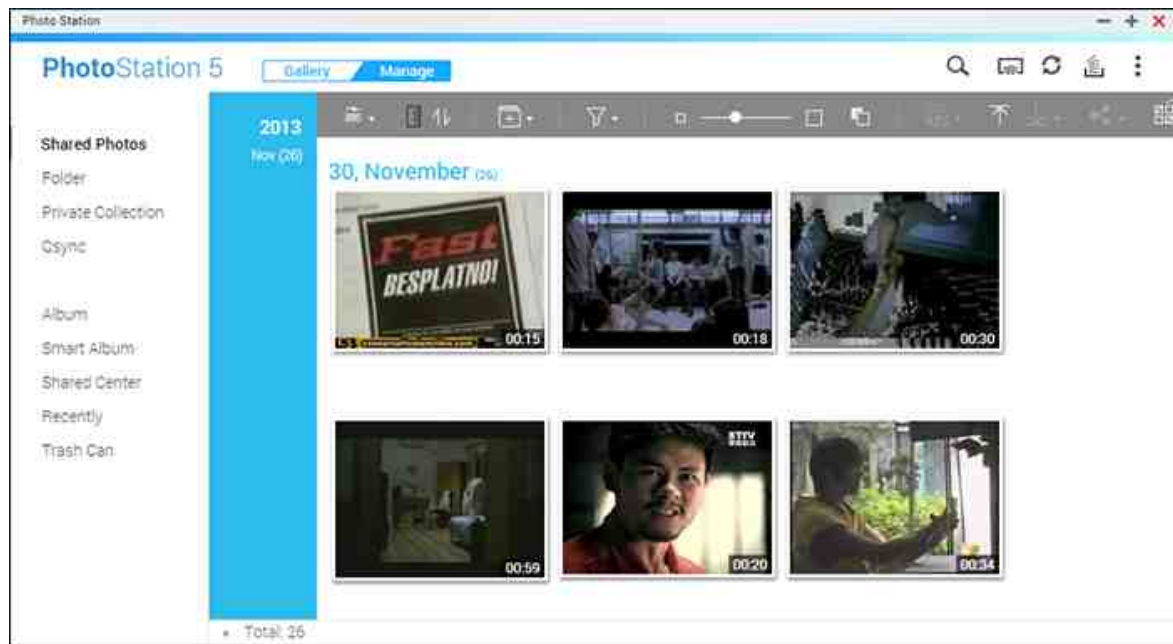 Photo Station
PhotoStation 5
Gallery
Manage
2013
Nov (26)
Shared Photos
Folder
Private Collection
Qsync
Album
Smart Album
Shared Center
Recently
Trash Can
30, November (26)
Fast
BESPLATNO!
00:15
00:18
00:30
00:59
00:20
00:34
Total: 26